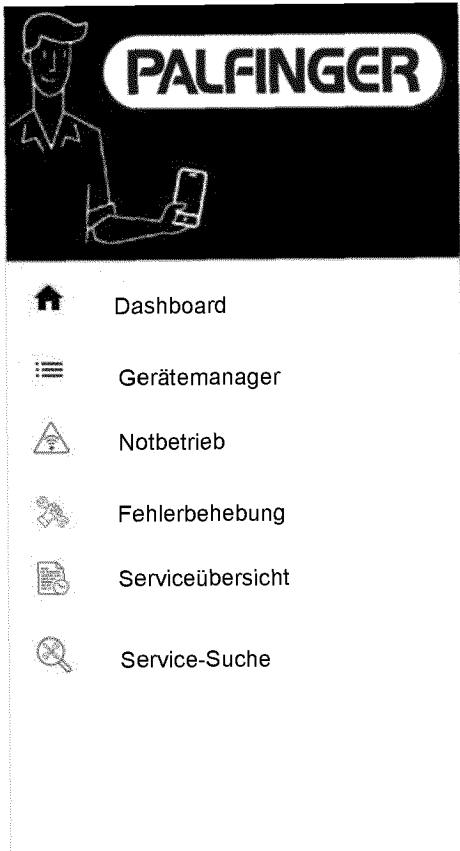 PALFINGER
Dashboard
Gerätemanager
Notbetrieb
Fehlerbehebung
Serviceübersicht
Service-Suche